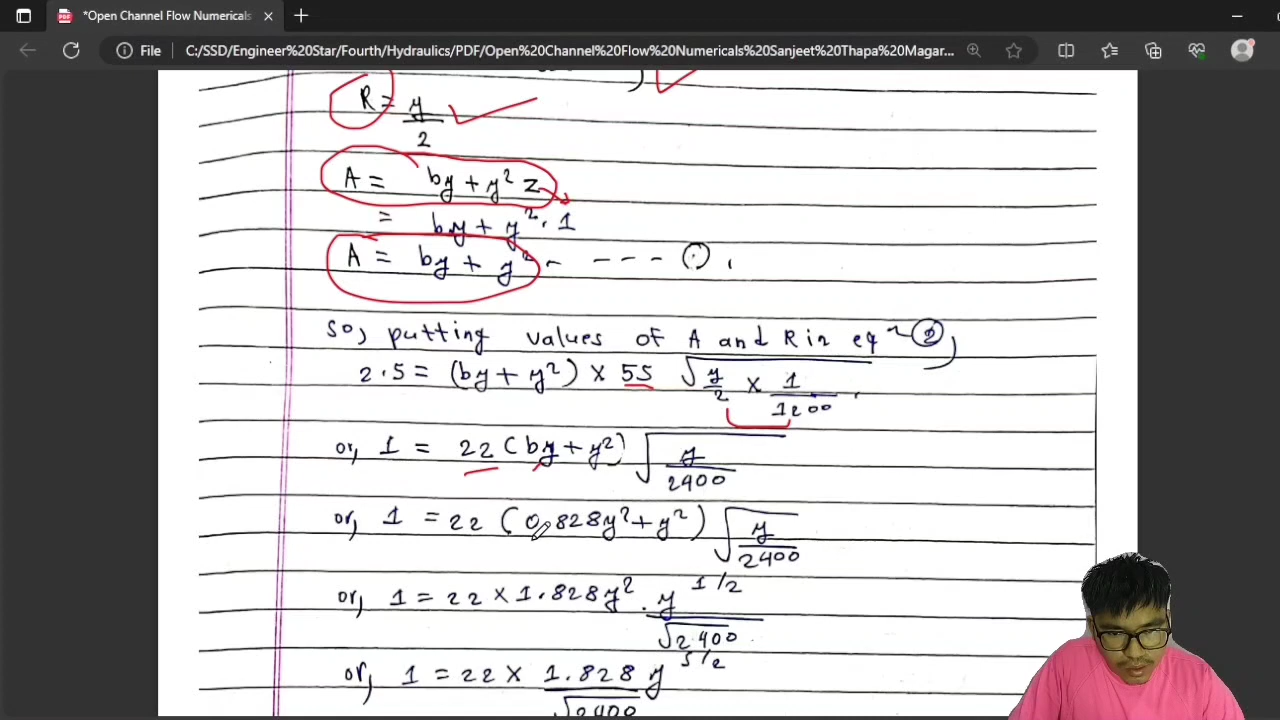 *Open Channel Flow Numericals
File C:/SSD/Engineer%20Star/Fourth/Hydraulics/PDF/Open%20Channel%20Flow%20Numericals%20Sanjeet%20Thapa%20Magar...
R = y/2
A = by + y² z
= by + y² . 1
A = by + y² - - - - ①.
so, putting values of A and R in eqⁿ ②,
2.5 = (by + y²) × 55 √(y/2 × 1/1200)
or, 1 = 22 (by + y²) √(y/2400)
or, 1 = 22 (0.828y² + y²) √(y/2400)
or, 1 = 22 × 1.828y² . y^1/2/√2400
or, 1 = 22 × 1.828/√2400 y^5/2